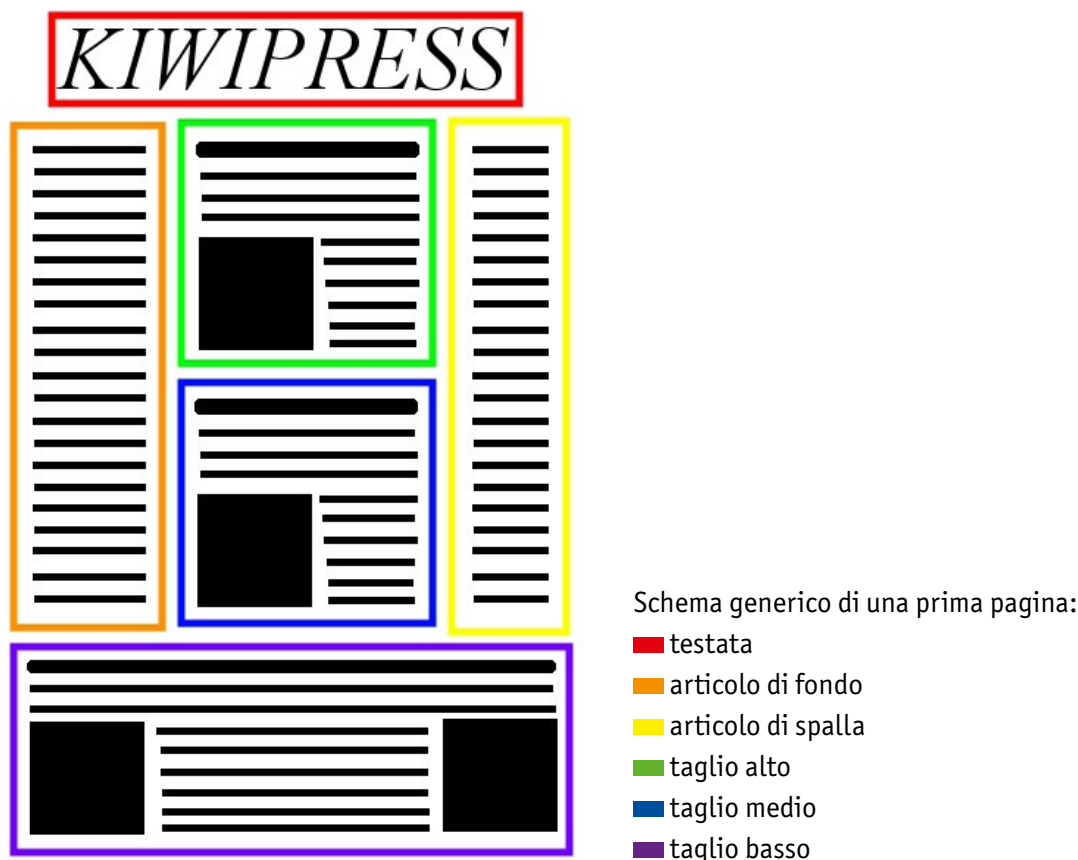 KIWIPRESS
Schema generico di una prima pagina:
testata
articolo di fondo
articolo di spalla
taglio alto
taglio medio
taglio basso